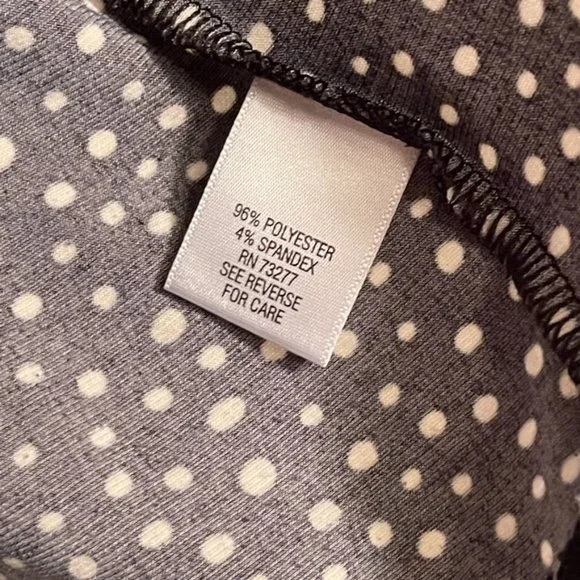 96% POLYESTER
4% SPANDEX
RN 73277
SEE REVERSE
FOR CARE